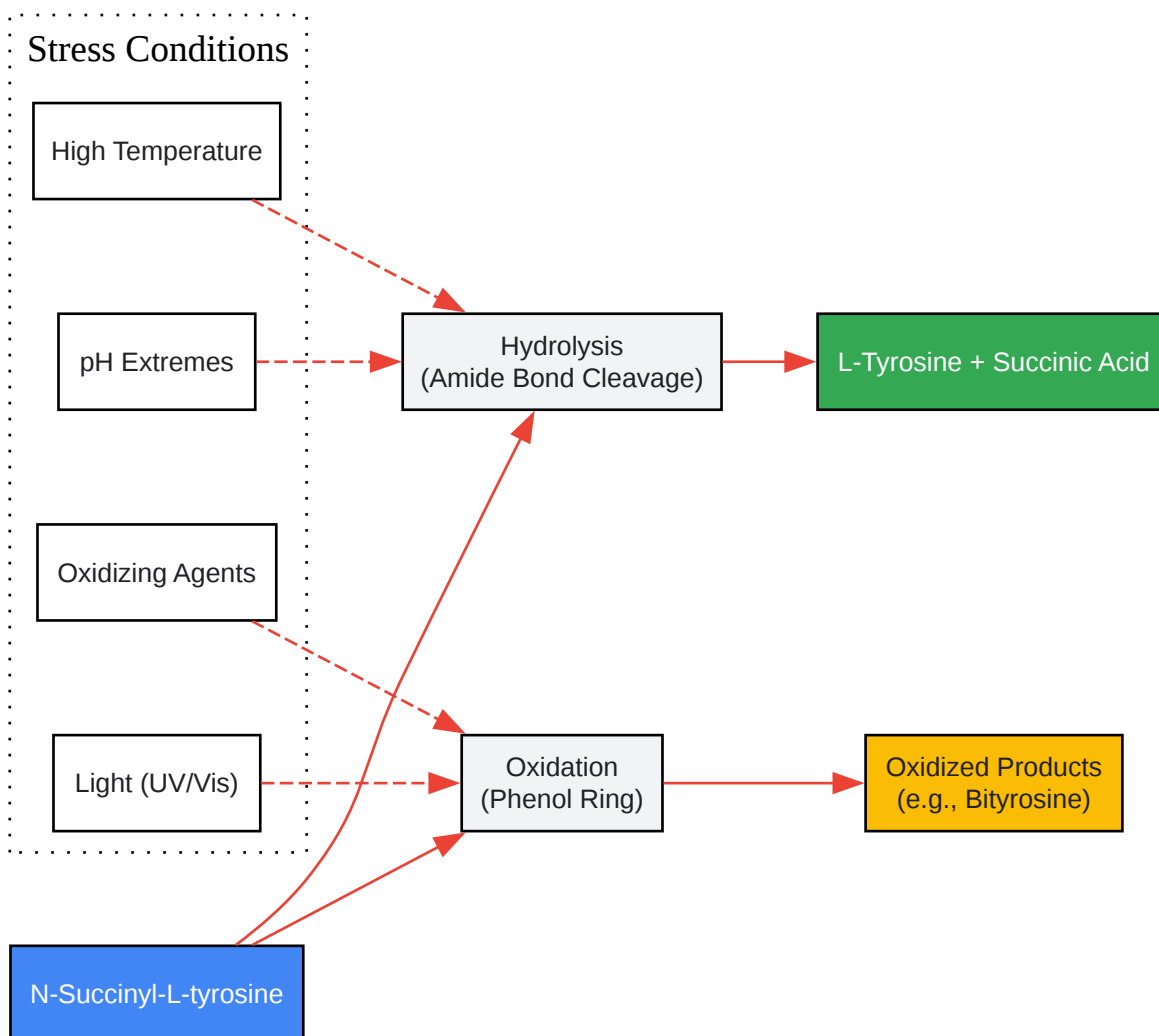 Stress Conditions
High Temperature
pH Extremes
Hydrolysis
(Amide Bond Cleavage)
L-Tyrosine + Succinic Acid
Oxidizing Agents
Light (UV/Vis)
Oxidation
(Phenol Ring)
Oxidized Products
(e.g., Bityrosine)
N-Succinyl-L-tyrosine